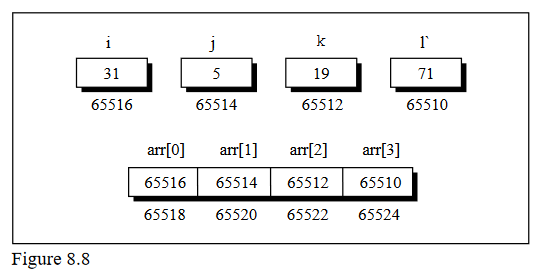 i j k l`
31 5 19 71
65516 65514 65512 65510
arr[0] arr[1] arr[2] arr[3]
65516 65514 65512 65510
65518 65520 65522 65524
Figure 8.8